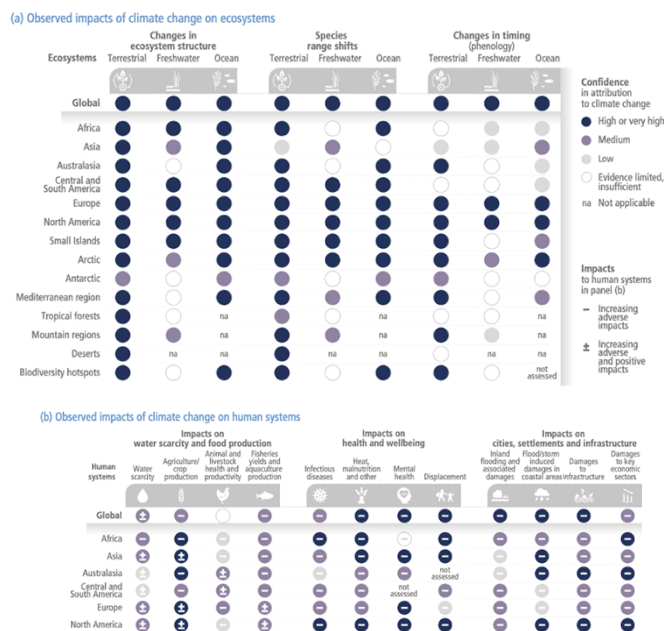 (a) Observed impacts of climate change on ecosystems
Changes in
ecosystem structure
Species
range shifts
Changes in timing
(phenology)
Ecosystems Terrestrial Freshwater Ocean Terrestrial Freshwater Ocean Terrestrial Freshwater Ocean
Global
Africa
Asia
Australasia
Central and
South America
Europe
North America
Small Islands
Arctic
Antarctic
Mediterranean region
Tropical forests na na na
Mountain regions na na na
Deserts na na na na na na
Biodiversity hotspots not
assessed
Confidence
in attribution
to climate change
High or very high
Medium
Low
Evidence limited,
insufficient
na Not applicable
Impacts
to human systems
in panel (b)
− Increasing
adverse
impacts
± Increasing
adverse
and positive
impacts
(b) Observed impacts of climate change on human systems
Impacts on
water scarcity and food production
Impacts on
health and wellbeing
Impacts on
cities, settlements and infrastructure
Human
systems
Water
scarcity
Agriculture/
crop
production
Animal and
livestock
health and
productivity
Fisheries
yields and
aquaculture
production
Infectious
diseases
Heat,
malnutrition
and other
Mental
health
Displacement
Inland
flooding and
associated
damages
Flood/storm
induced
damages in
coastal areas
Damages
to
infrastructure
Damages
to key
economic
sectors
Global ± − − − − − − − − − −
Africa − − − − − − − − − − − −
Asia ± ± − − − − − − − − − −
Australasia ± − ± − − − − not
assessed − − − −
Central and
South America ± − ± − − − not
assessed − − − − −
Europe ± ± − ± − − − − − − − −
North America ± ± − ± − − − − − − − −